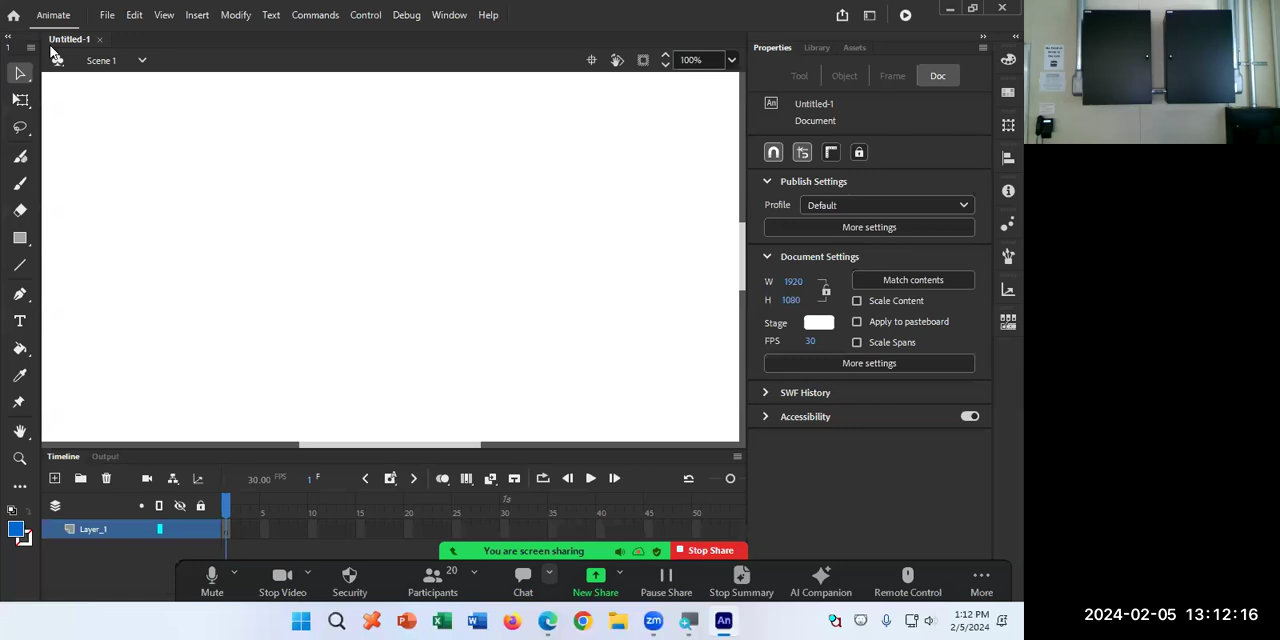 Animate File Edit View Insert Modify Text Commands Control Debug Window Help
Untitled-1 ×
1
Scene 1
100%
Properties Library Assets
Tool Object Frame Doc
An Untitled-1
Document
Publish Settings
Profile Default
More settings
Document Settings
W 1920 Match contents
H 1080 Scale Content
Stage Apply to pasteboard
FPS 30 Scale Spans
More settings
SWF History
Accessibility
Timeline Output
30.00 FPS 1 F
1s
5 10 15 20 25 30 35 40 45 50
Layer_1
You are screen sharing Stop Share
20
Mute Stop Video Security Participants Chat New Share Pause Share Stop Summary AI Companion Remote Control More
1:12 PM
2/5/2024
2024-02-05 13:12:16